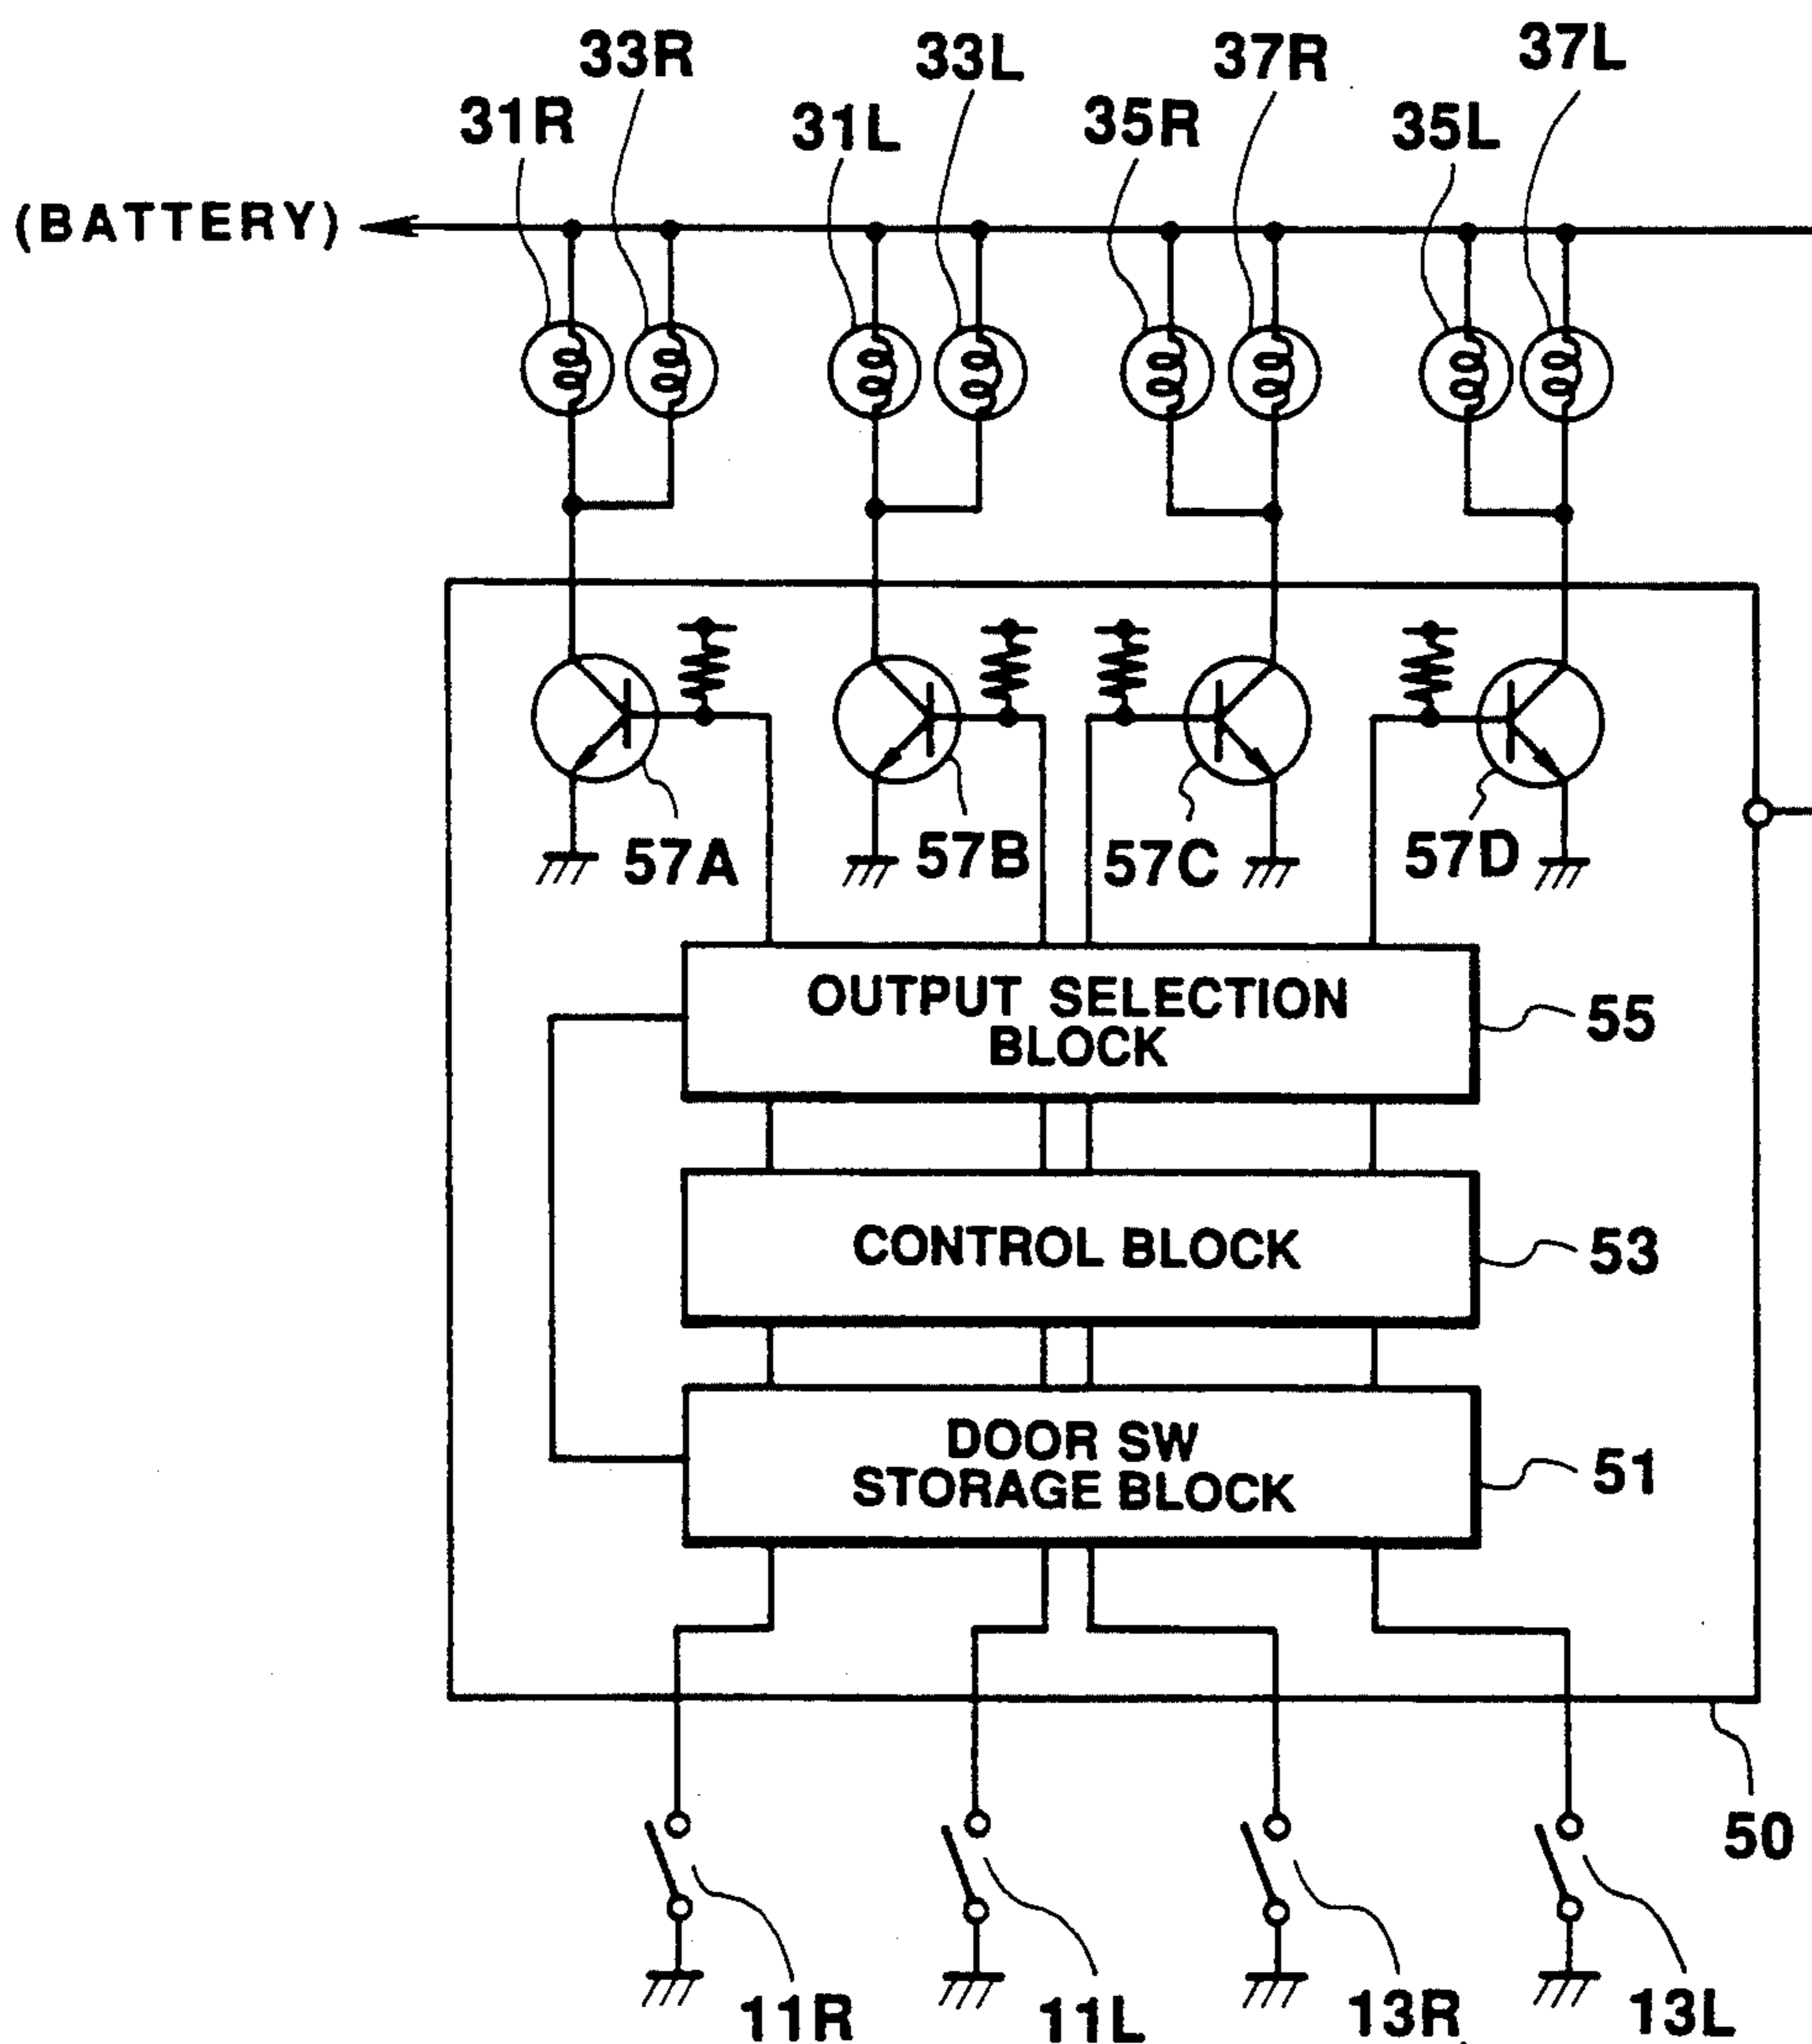 33R 33L 37R 37L
31R 31L 35R 35L
(BATTERY)
57A 57B 57C 57D
OUTPUT SELECTION
BLOCK
55
CONTROL BLOCK
53
DOOR SW
STORAGE BLOCK
51
50
11R 11L 13R 13L